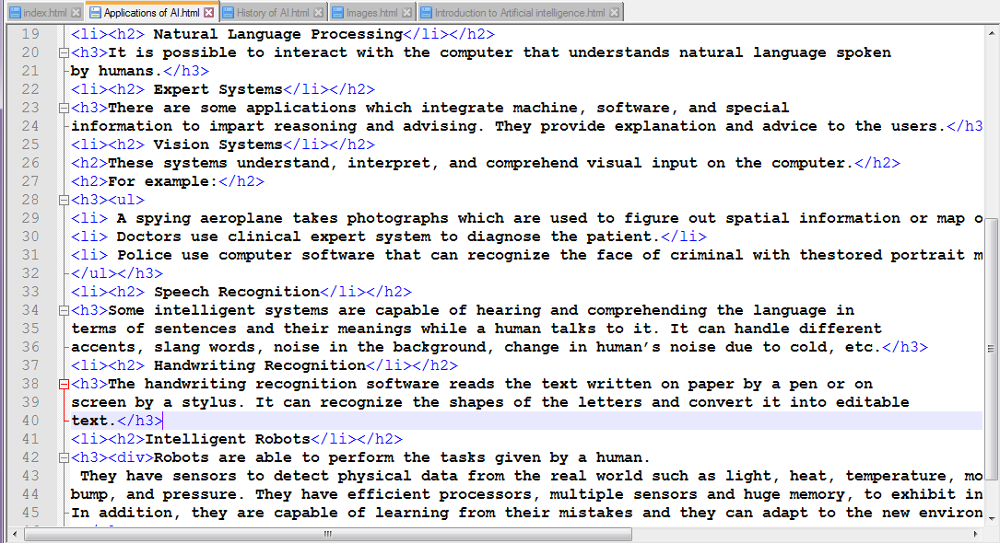 index.html Applications of AI.html History of AI.html Images.html Introduction to Artificial intelligence.html
19 <li><h2> Natural Language Processing</li></h2>
20 <h3>It is possible to interact with the computer that understands natural language spoken
21 by humans.</h3>
22 <li><h2> Expert Systems</li></h2>
23 <h3>There are some applications which integrate machine, software, and special
24 information to impart reasoning and advising. They provide explanation and advice to the users.</h3
25 <li><h2> Vision Systems</li></h2>
26 <h2>These systems understand, interpret, and comprehend visual input on the computer.</h2>
27 <h2>For example:</h2>
28 <h3><ul>
29 <li> A spying aeroplane takes photographs which are used to figure out spatial information or map o
30 <li> Doctors use clinical expert system to diagnose the patient.</li>
31 <li> Police use computer software that can recognize the face of criminal with thestored portrait m
32 </ul></h3>
33 <li><h2> Speech Recognition</li></h2>
34 <h3>Some intelligent systems are capable of hearing and comprehending the language in
35 terms of sentences and their meanings while a human talks to it. It can handle different
36 accents, slang words, noise in the background, change in human’s noise due to cold, etc.</h3>
37 <li><h2> Handwriting Recognition</li></h2>
38 <h3>The handwriting recognition software reads the text written on paper by a pen or on
39 screen by a stylus. It can recognize the shapes of the letters and convert it into editable
40 text.</h3>
41 <li><h2>Intelligent Robots</li></h2>
42 <h3><div>Robots are able to perform the tasks given by a human.
43 They have sensors to detect physical data from the real world such as light, heat, temperature, mo
44 bump, and pressure. They have efficient processors, multiple sensors and huge memory, to exhibit in
45 In addition, they are capable of learning from their mistakes and they can adapt to the new environ